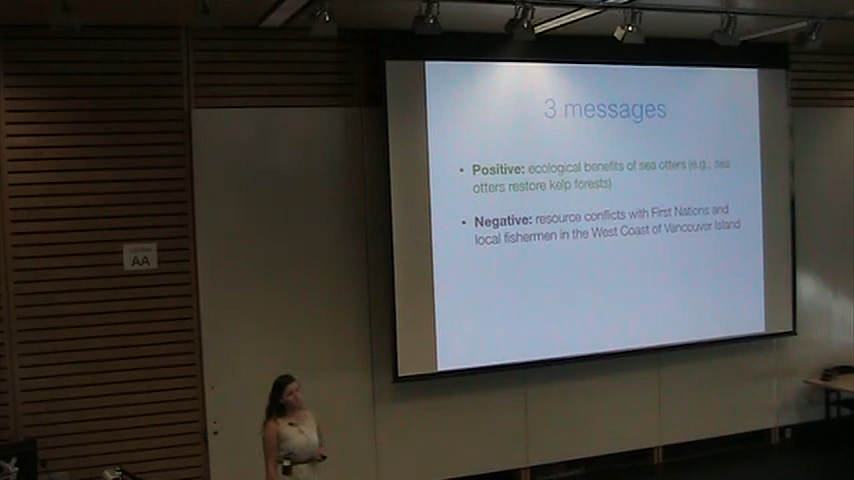 3 messages
• Positive: ecological benefits of sea otters (e.g., sea
otters restore kelp forests)
• Negative: resource conflicts with First Nations and
local fishermen in the West Coast of Vancouver Island
AA